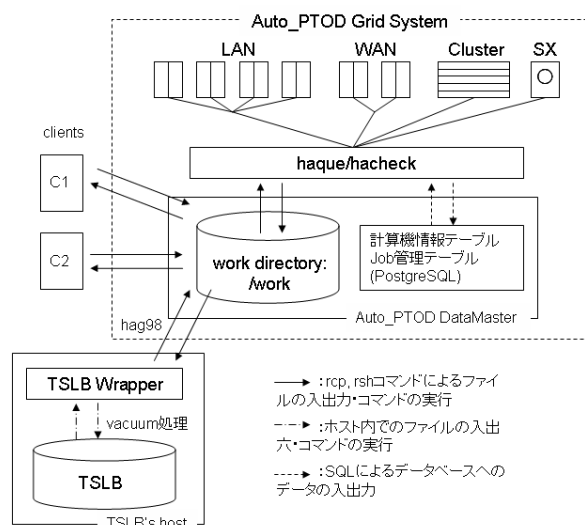 Auto_PTOD Grid System
LAN
WAN
Cluster
SX
clients
C1
haque/hacheck
C2
work directory:
/work
計算機情報テーブル
Job管理テーブル
(PostgreSQL)
hag98
Auto_PTOD DataMaster
TSLB Wrapper
vacuum処理
TSLB
TSLB's host
:rcp, rshコマンドによるファイ
ルの入出力・コマンドの実行
:ホスト内でのファイルの入出
六・コマンドの実行
:SQLによるデータベースへの
データの入出力